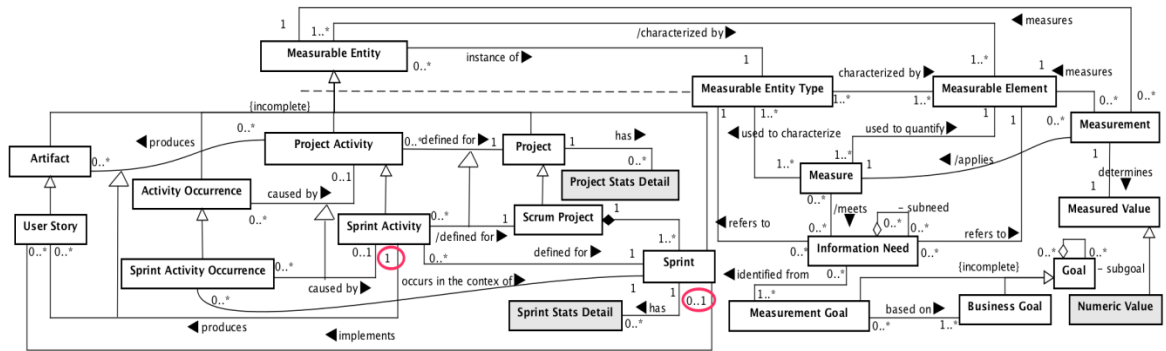 1 1..* /characterized by ▶ ◀ measures 1
Measurable Entity
0..* instance of ▶ 1
1..* 1 ◀ measures
characterized by ▶
Measurable Entity Type
Measurable Element
1..* 1..*
0..* 0..*
{incomplete}
1 1..* 1..* 1 1 0..*
Measurement
◀ produces 0..*
Project Activity
0..* defined for ▶ 1
Project
1 has ▶
0..*
◀ used to characterize
used to quantify ▶
Artifact
0..*
0..1
1..* 1
◀ /applies
1
Activity Occurrence
caused by ▶
0..*
Project Stats Detail
1..*
Measure
0..*
determines
1
User Story
Sprint Activity
0..*
/defined for ▶
1
Scrum Project
1
◀ refers to
/meets
– subneed
0..*
0..*
Measured Value
refers to ▶
0..* 0..*
0..1 1 0..*
defined for ▶
1..*
1
Information Need
0..*
Sprint Activity Occurrence
0..*
caused by ▶
occurs in the contex of ▶
Sprint
◀ identified from
0..*
{incomplete}
Goal
0..*
– subgoal
0..*
1 1 0..1
1..*
Measurement Goal
based on ▶
0..* 1..*
Business Goal
Numeric Value
Sprint Stats Detail
◀ has
0..*
◀ produces
◀ implements